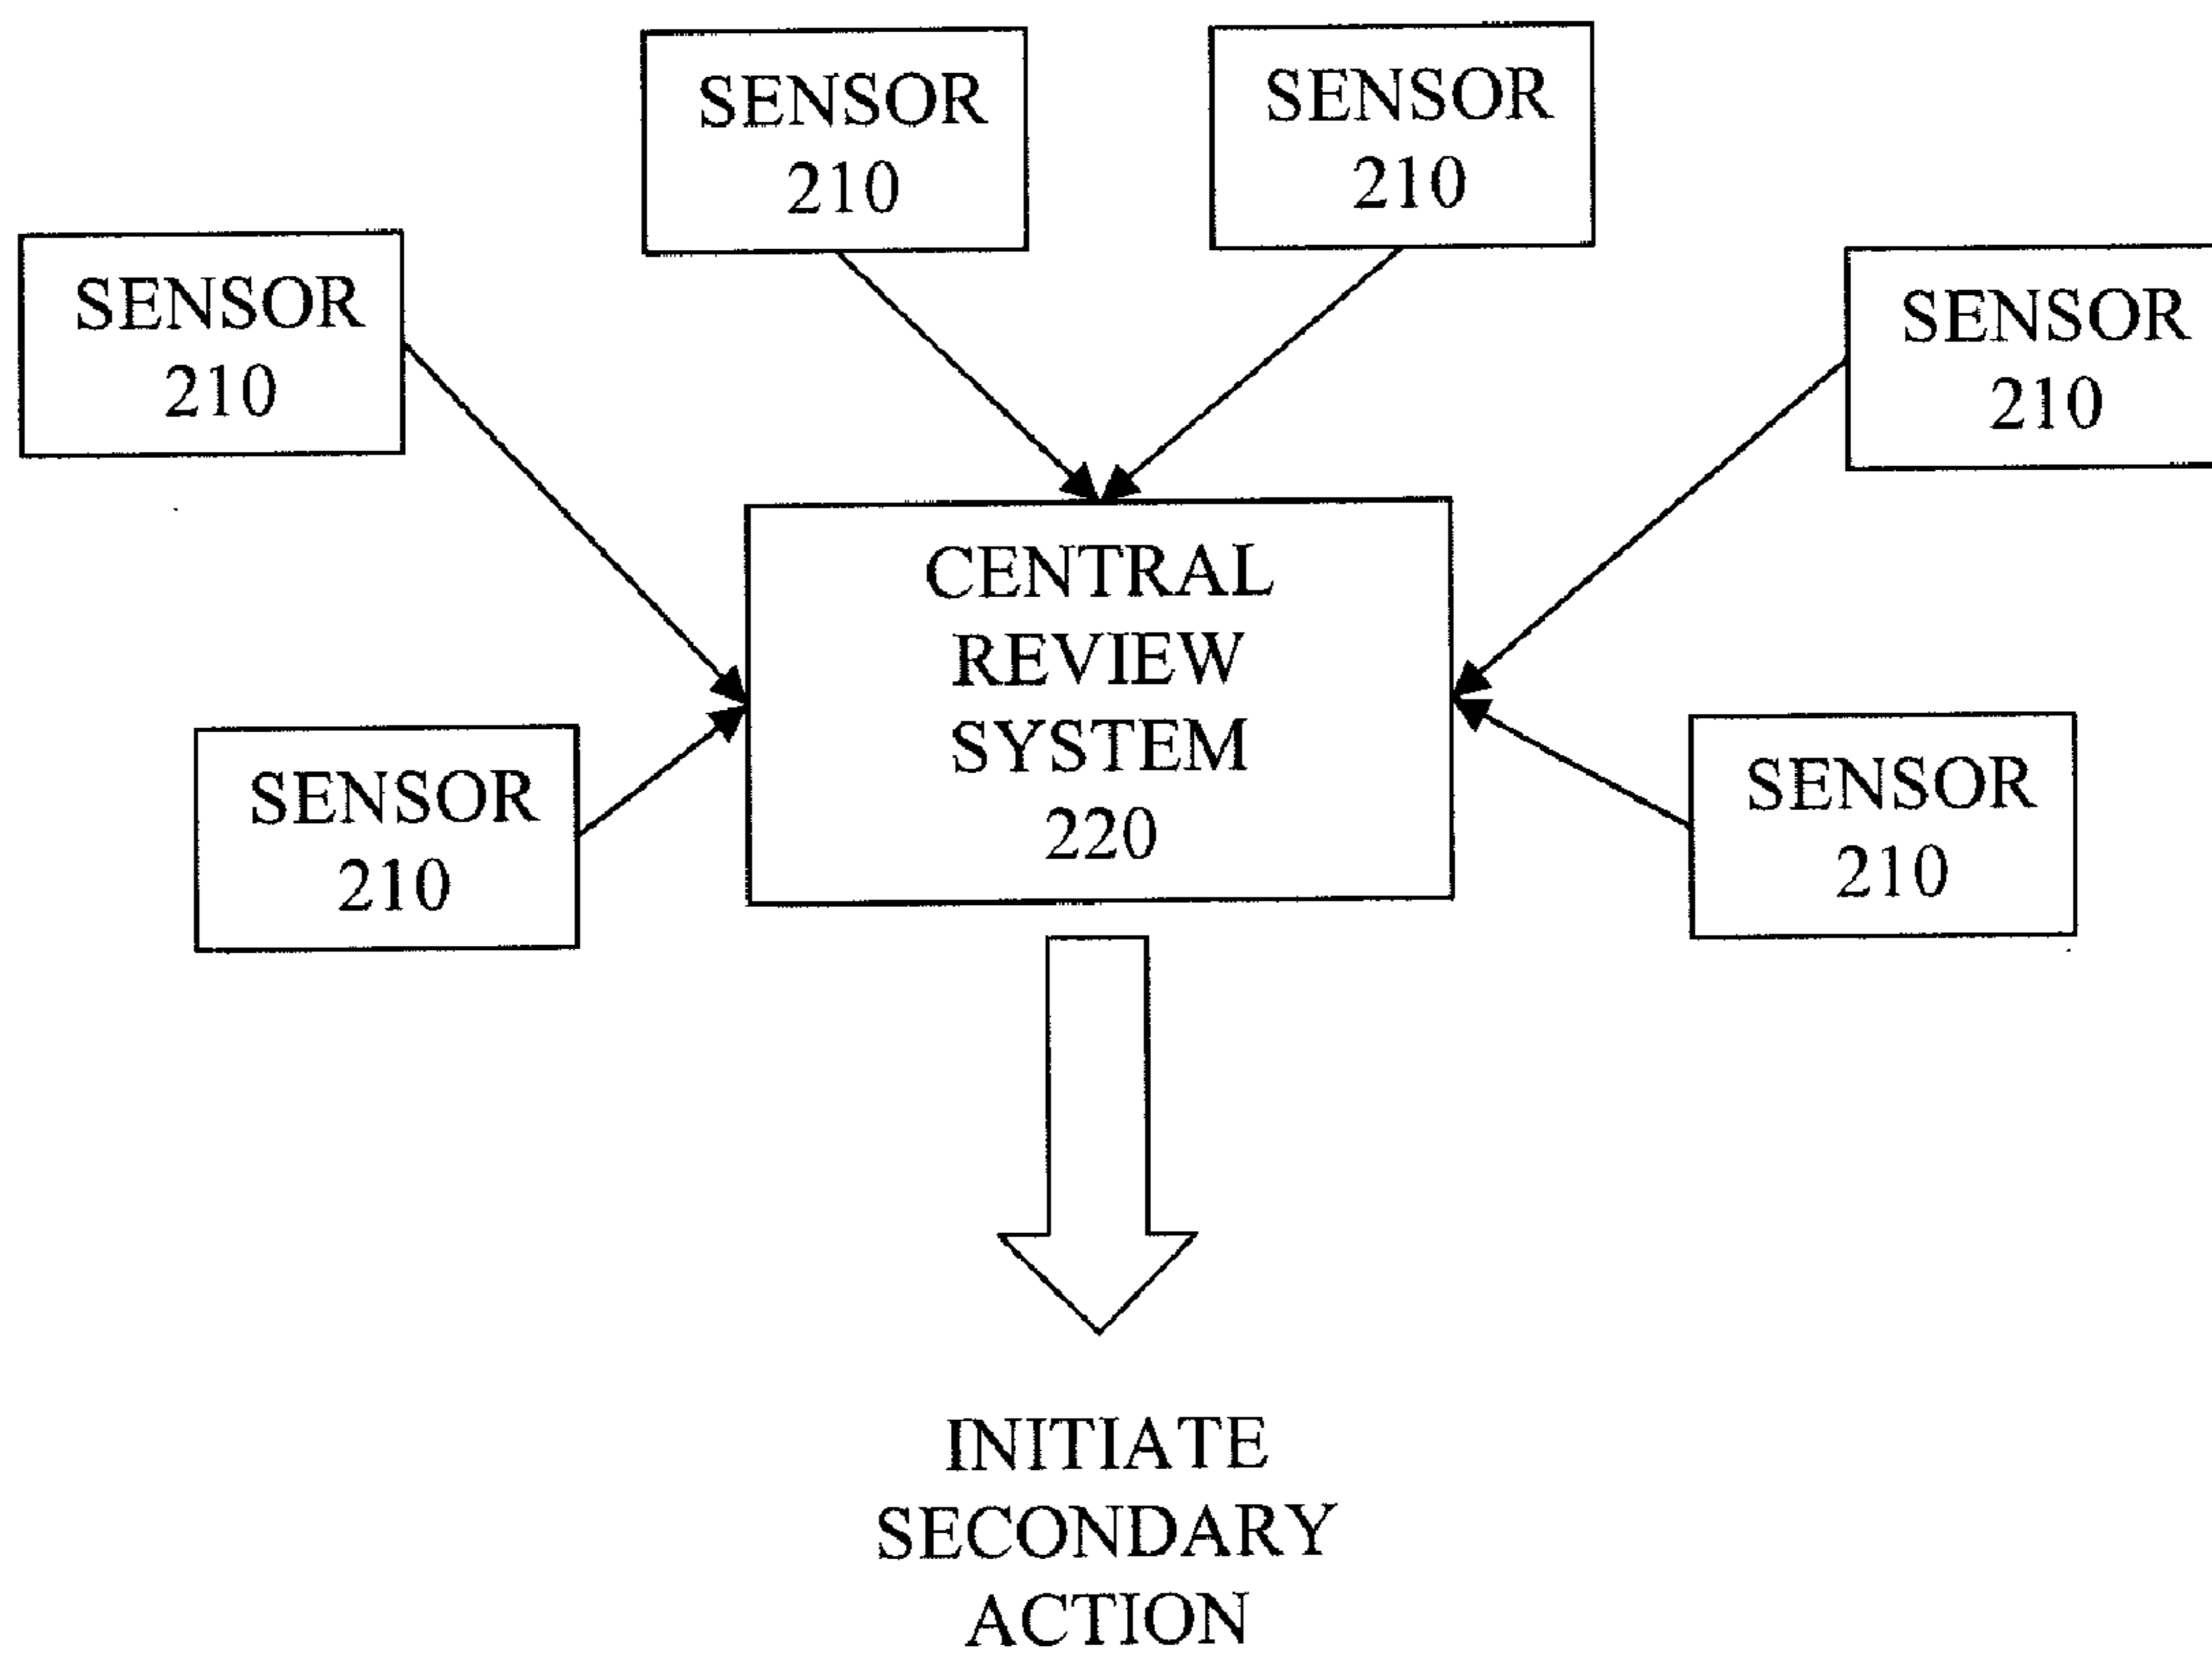 SENSOR
210
SENSOR
210
SENSOR
210
SENSOR
210
CENTRAL
REVIEW
SYSTEM
220
SENSOR
210
SENSOR
210
INITIATE
SECONDARY
ACTION